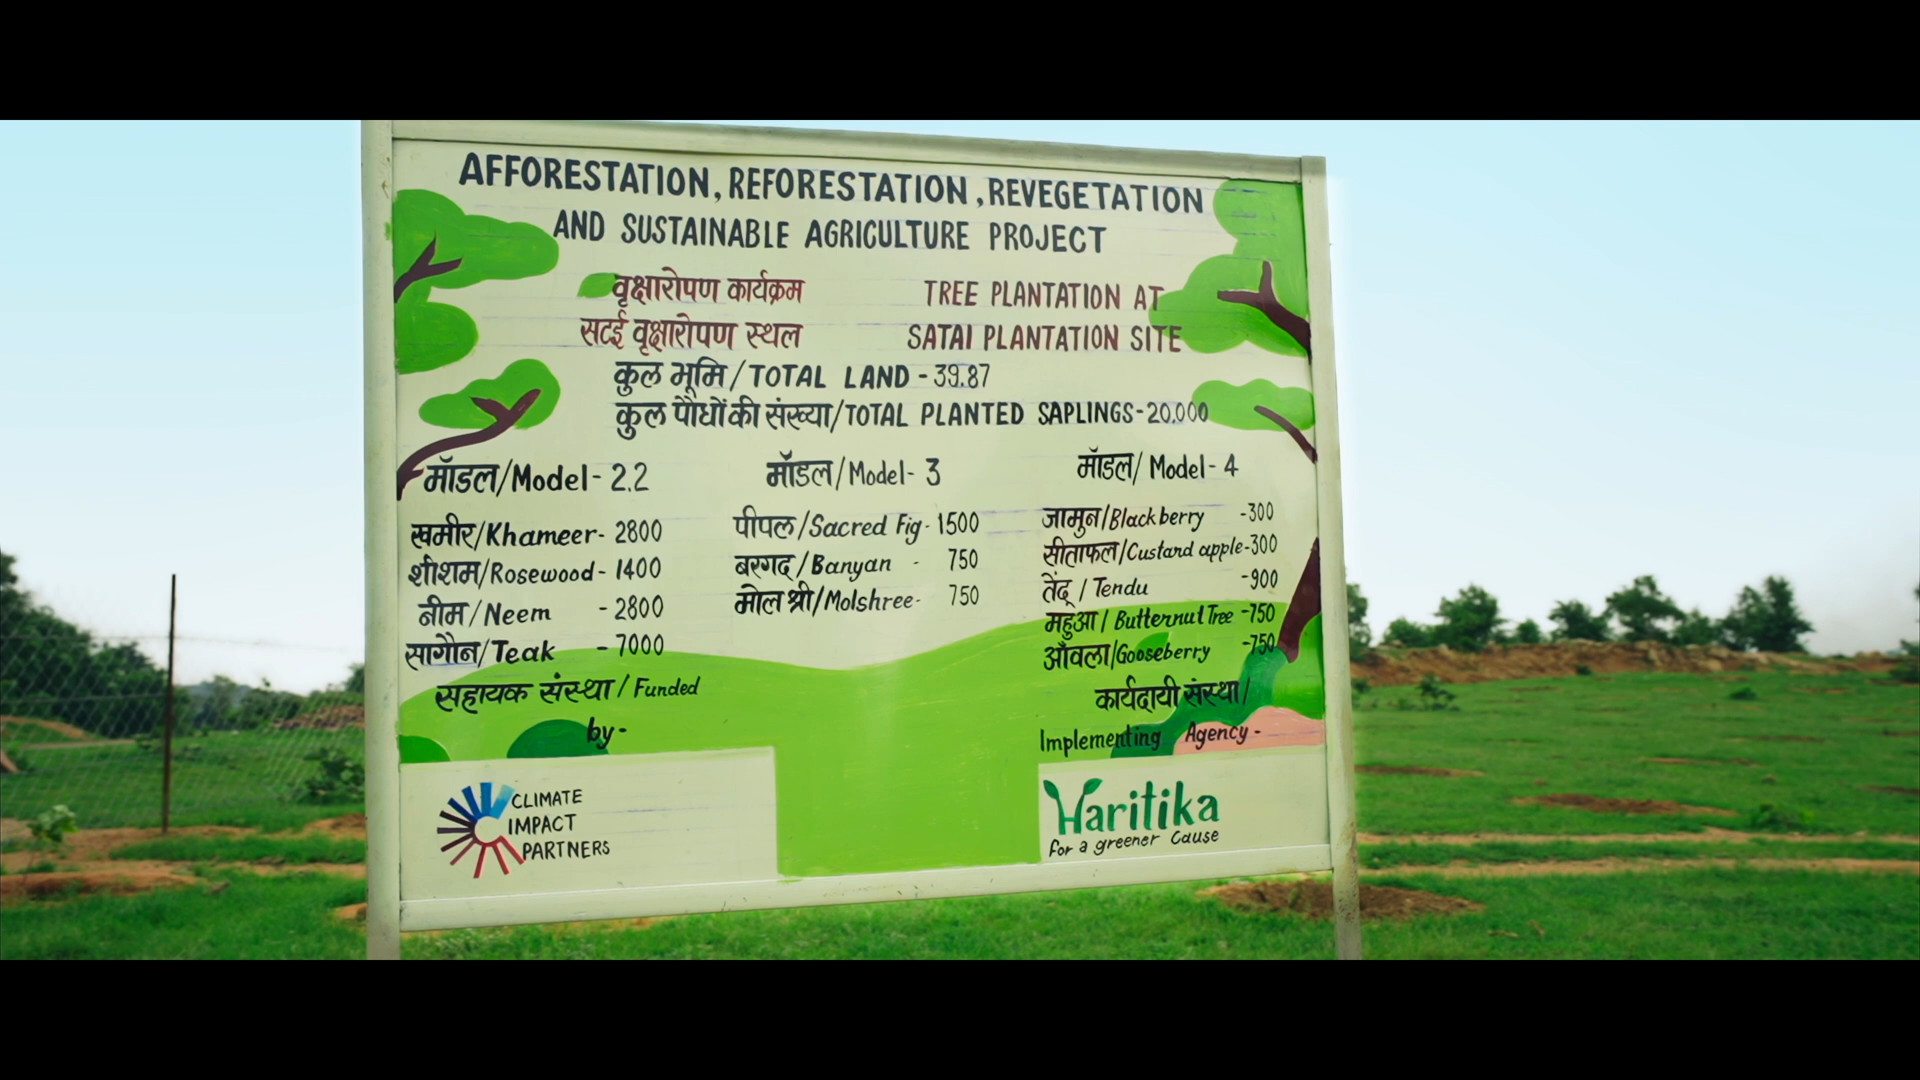 AFFORESTATION, REFORESTATION, REVEGETATION
AND SUSTAINABLE AGRICULTURE PROJECT
वृक्षारोपण कार्यक्रम TREE PLANTATION AT
सटई वृक्षारोपण स्थल SATAI PLANTATION SITE
कुल भूमि/TOTAL LAND - 39.87
कुल पौधों की संख्या/TOTAL PLANTED SAPLINGS-20.000
मॉडल/Model- 2.2
खमीर/Khameer- 2800
शीशम/Rosewood- 1400
नीम/Neem - 2800
सागौन/Teak - 7000
सहायक संस्था/Funded
by-
CLIMATE
IMPACT
PARTNERS
मॉडल/Model- 3
पीपल/Sacred Fig- 1500
बरगद/Banyan - 750
मोल श्री/Molshree- 750
मॉडल/Model- 4
जामुन/Blackberry -300
सीताफल/Custard apple-300
तेंदू/Tendu -900
महुआ/Butternut Tree -750
आँवला/Gooseberry -750
कार्यदायी संस्था/
Implementing Agency-
Haritika
for a greener Cause